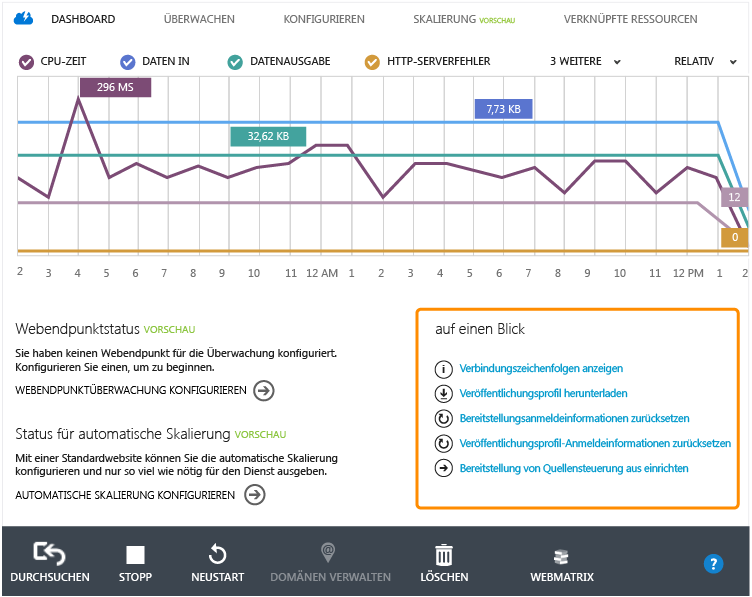 DASHBOARD ÜBERWACHEN KONFIGURIEREN SKALIERUNG VORSCHAU VERKNÜPFTE RESSOURCEN
CPU-ZEIT DATEN IN DATENAUSGABE HTTP-SERVERFEHLER 3 WEITERE RELATIV
296 MS
7,73 KB
32,62 KB
12
0
2 3 4 5 6 7 8 9 10 11 12 AM 1 2 3 4 5 6 7 8 9 10 11 12 PM 1 2
Webendpunktstatus VORSCHAU
Sie haben keinen Webendpunkt für die Überwachung konfiguriert.
Konfigurieren Sie einen, um zu beginnen.
WEBENDPUNKTÜBERWACHUNG KONFIGURIEREN
Status für automatische Skalierung VORSCHAU
Mit einer Standardwebsite können Sie die automatische Skalierung
konfigurieren und nur so viel wie nötig für den Dienst ausgeben.
AUTOMATISCHE SKALIERUNG KONFIGURIEREN
auf einen Blick
Verbindungszeichenfolgen anzeigen
Veröffentlichungsprofil herunterladen
Bereitstellungsanmeldeinformationen zurücksetzen
Veröffentlichungsprofil-Anmeldeinformationen zurücksetzen
Bereitstellung von Quellensteuerung aus einrichten
DURCHSUCHEN STOPP NEUSTART DOMÄNEN VERWALTEN LÖSCHEN WEBMATRIX ?